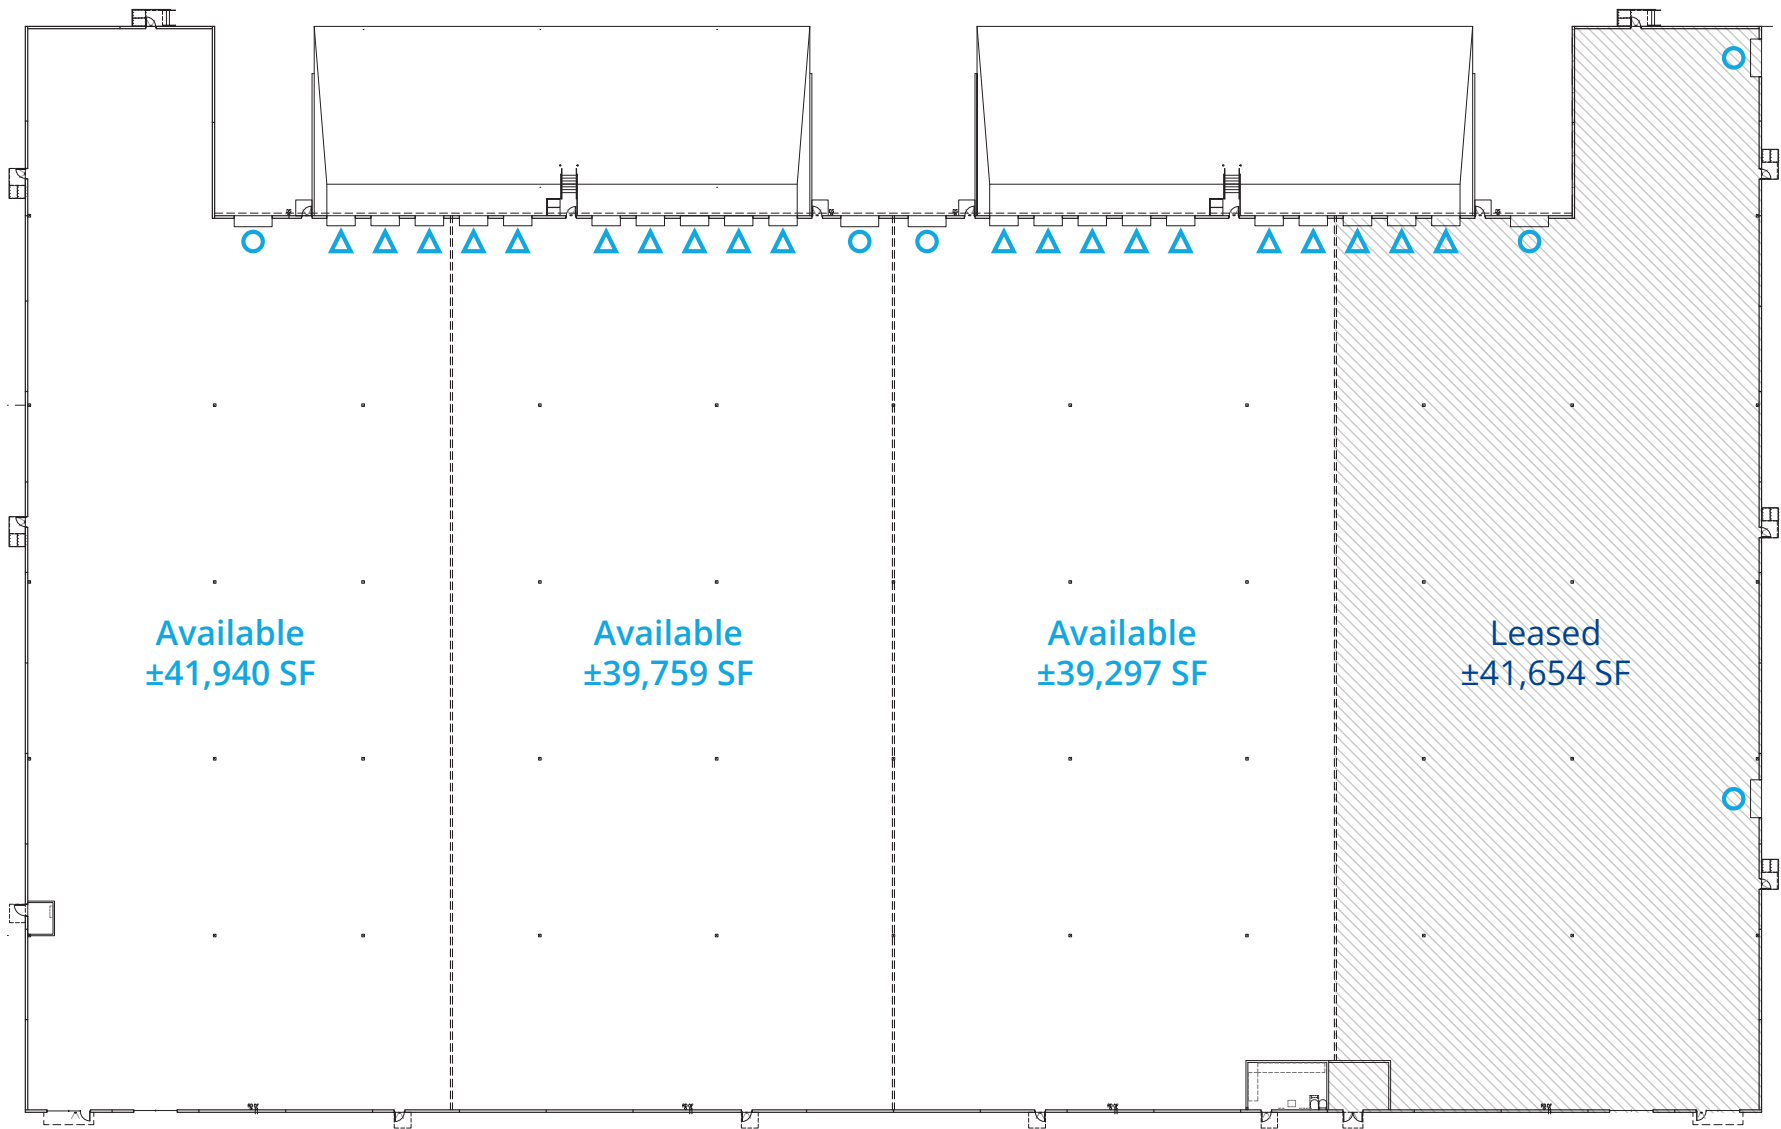 Available
±41,940 SF
Available
±39,759 SF
Available
±39,297 SF
Leased
±41,654 SF